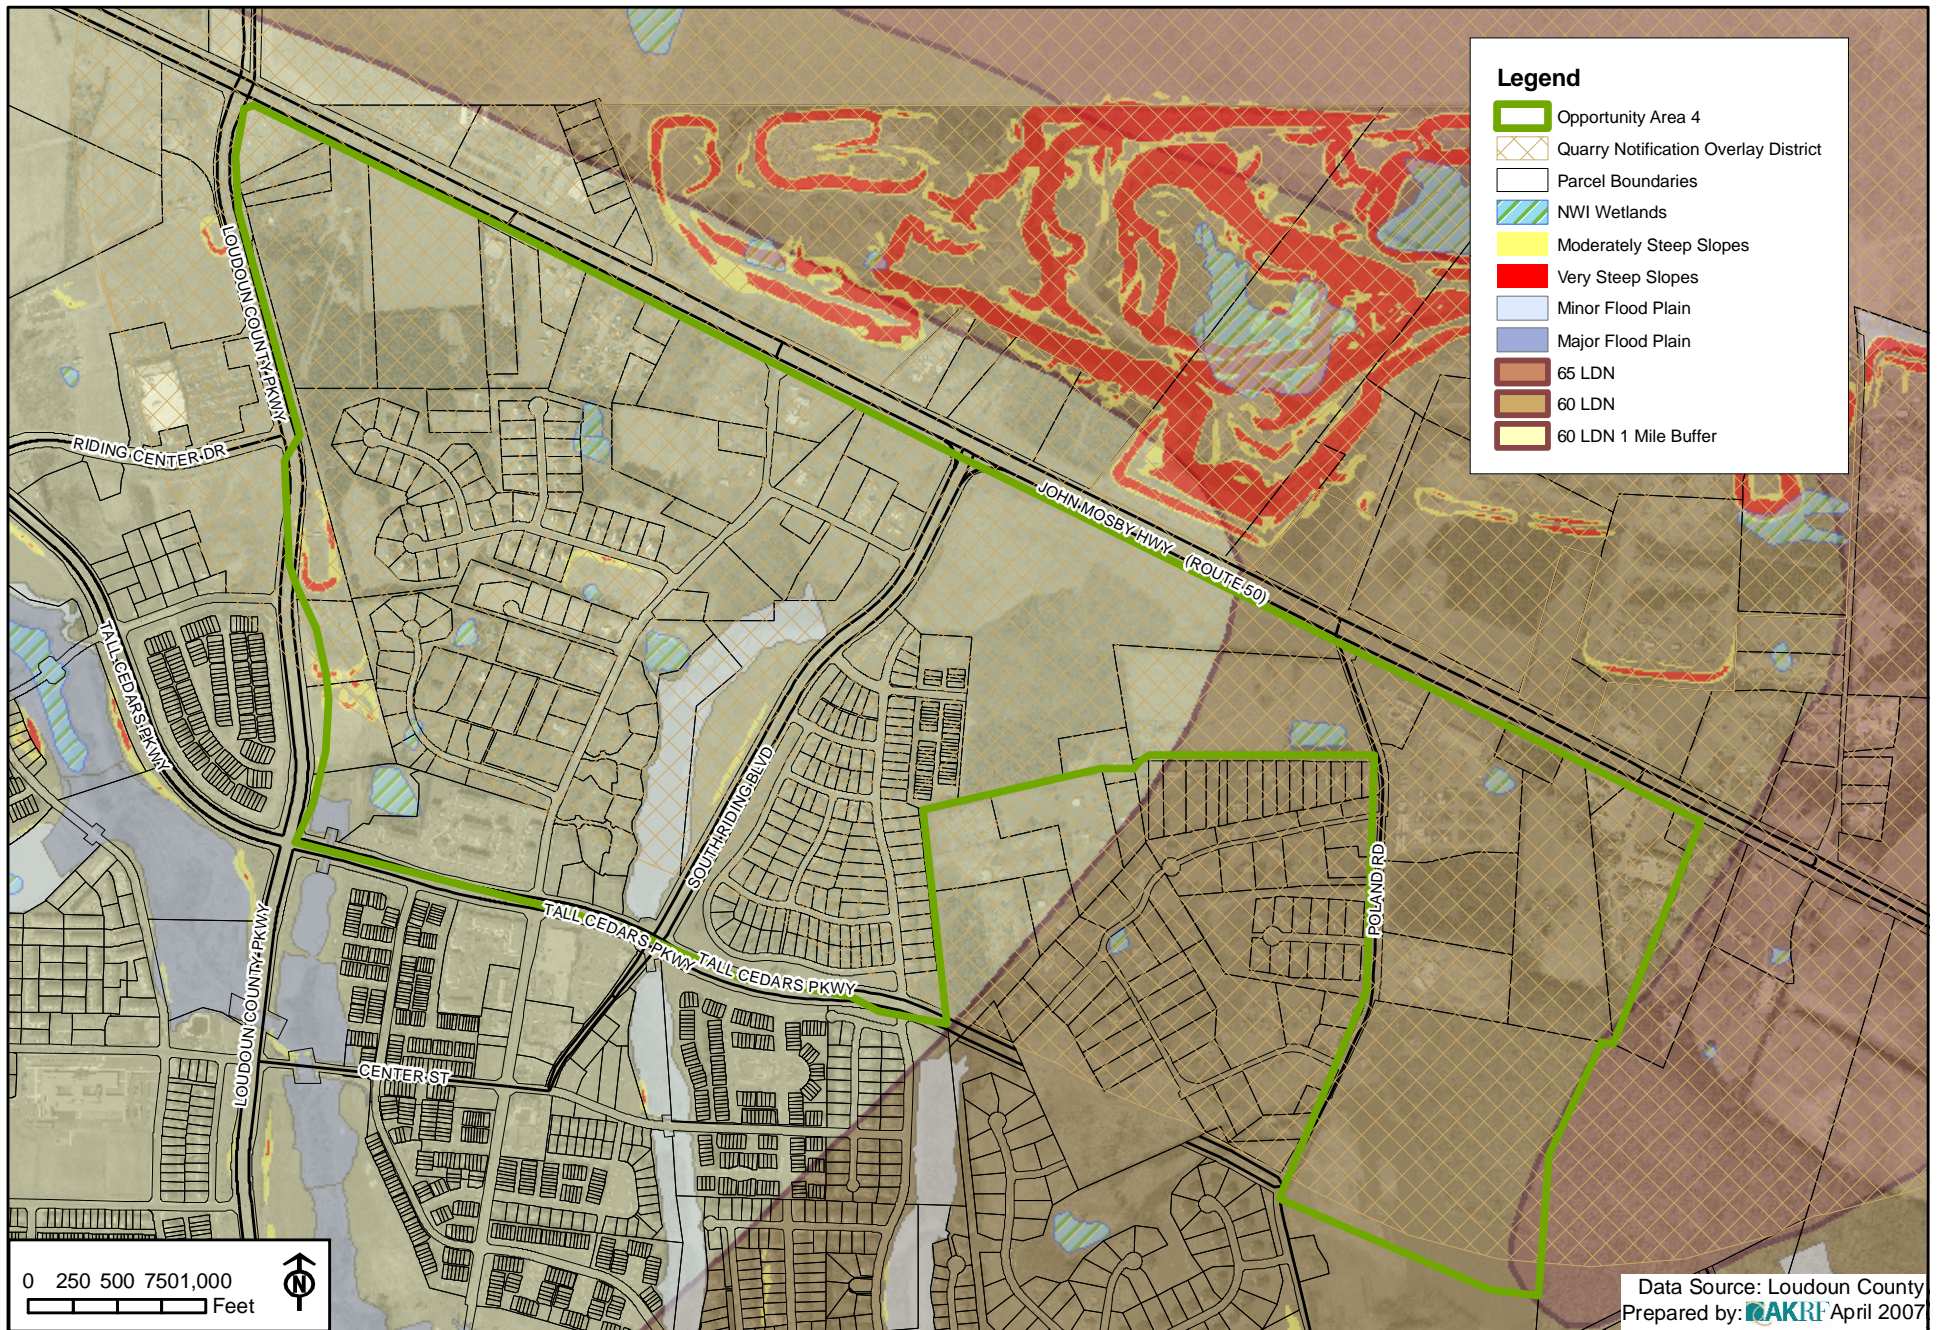 Legend
Opportunity Area 4
Quarry Notification Overlay District
Parcel Boundaries
NWI Wetlands
Moderately Steep Slopes
Very Steep Slopes
Minor Flood Plain
Major Flood Plain
65 LDN
60 LDN
60 LDN 1 Mile Buffer
LOUDOUN COUNTY PKWY
RIDING CENTER DR
JOHN MOSBY HWY (ROUTE 50)
TALL CEDARS PKWY
SOUTH RIDING BLVD
POLAND RD
TALL CEDARS PKWY
TALL CEDARS PKWY
LOUDOUN COUNTY PKWY
CENTER ST
0 250 500 750 1,000
Feet
N
Data Source: Loudoun County
Prepared by: AKRF April 2007